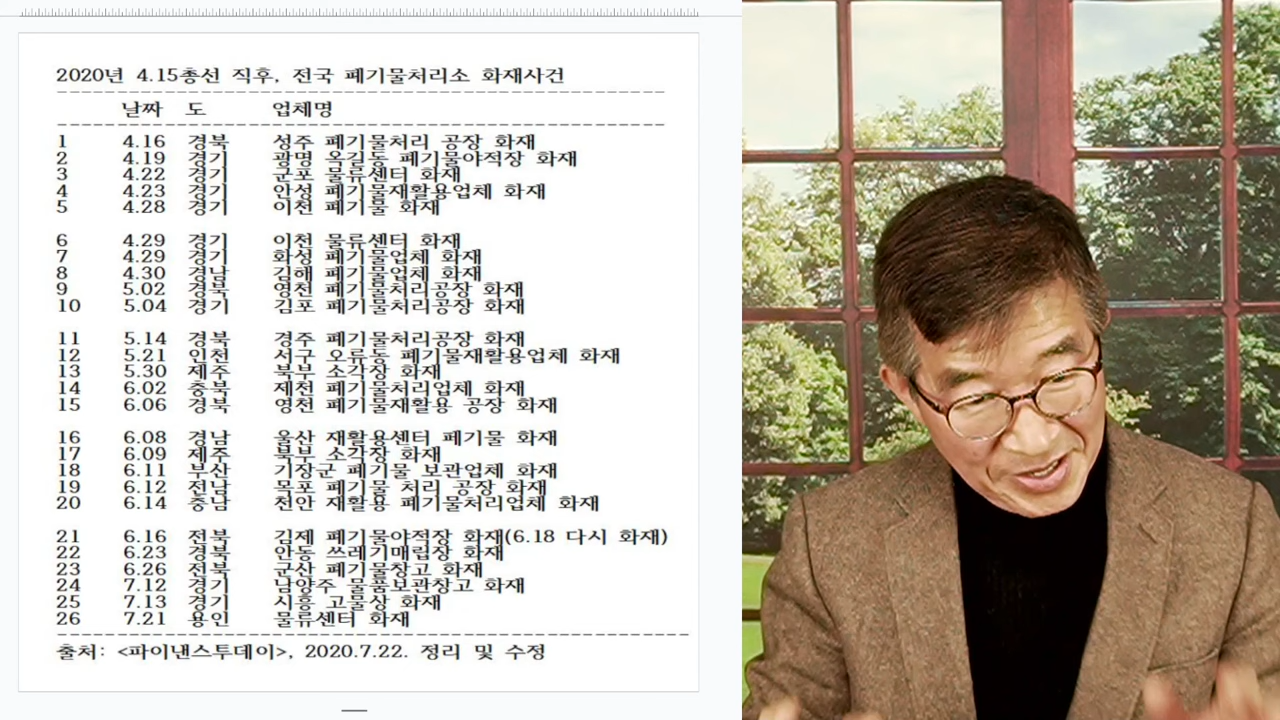 2020년 4.15총선 직후, 전국 폐기물처리소 화재사건
날짜 도 업체명
1 4.16 경북 성주 폐기물처리 공장 화재
2 4.19 경기 광명 옥길동 폐기물야적장 화재
3 4.22 경기 군포 물류센터 화재
4 4.23 경기 안성 폐기물재활용업체 화재
5 4.28 경기 이천 폐기물 화재
6 4.29 경기 이천 물류센터 화재
7 4.29 경기 화성 폐기물업체 화재
8 4.30 경남 김해 폐기물업체 화재
9 5.02 경북 영천 폐기물처리공장 화재
10 5.04 경기 김포 폐기물처리공장 화재
11 5.14 경북 경주 폐기물처리공장 화재
12 5.21 인천 서구 오류동 폐기물재활용업체 화재
13 5.30 제주 북부 소각장 화재
14 6.02 충북 제천 폐기물처리업체 화재
15 6.06 경북 영천 폐기물재활용 공장 화재
16 6.08 경남 울산 재활용센터 폐기물 화재
17 6.09 제주 북부 소각장 화재
18 6.11 부산 기장군 폐기물 보관업체 화재
19 6.12 전남 목포 폐기물 처리 공장 화재
20 6.14 충남 천안 재활용 폐기물처리업체 화재
21 6.16 전북 김제 폐기물야적장 화재(6.18 다시 화재)
22 6.23 경북 안동 쓰레기매립장 화재
23 6.26 전북 군산 폐기물창고 화재
24 7.12 경기 남양주 물품보관창고 화재
25 7.13 경기 시흥 고물상 화재
26 7.21 용인 물류센터 화재
출처: <파이낸스투데이>, 2020.7.22. 정리 및 수정